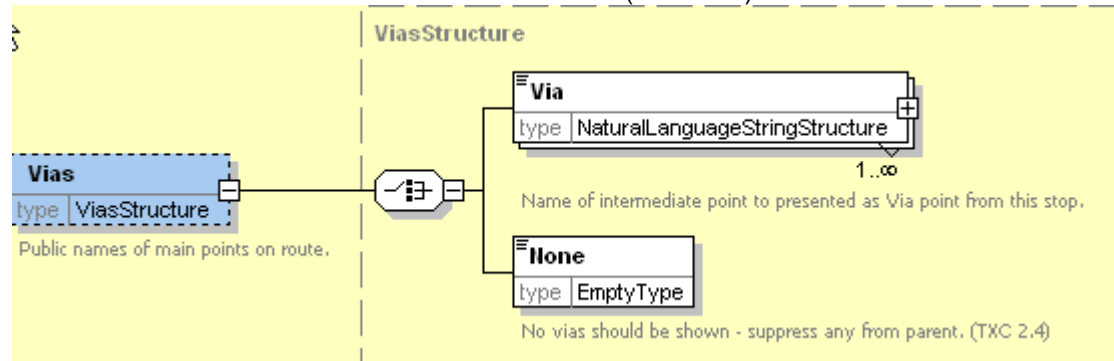 ViasStructure
Via
type NaturalLanguageStringStructure
1..∞
Name of intermediate point to presented as Via point from this stop.
Vias
type ViasStructure
Public names of main points on route.
None
type EmptyType
No vias should be shown - suppress any from parent. (TXC 2.4)